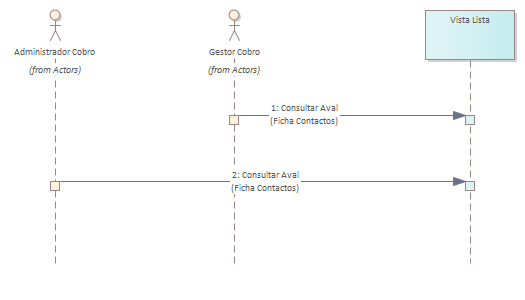 Administrador Cobro
(from Actors)
Gestor Cobro
(from Actors)
Vista Lista
1: Consultar Aval
(Ficha Contactos)
2: Consultar Aval
(Ficha Contactos)